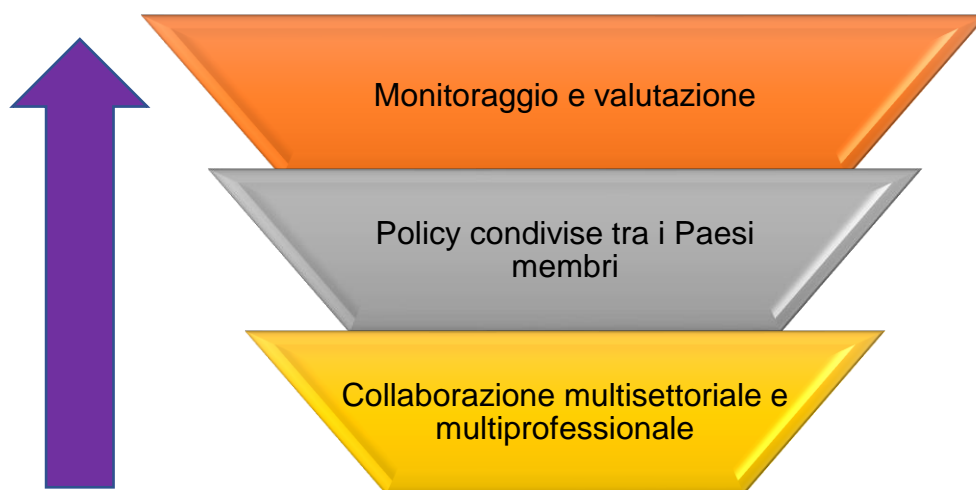 Monitoraggio e valutazione
Policy condivise tra i Paesi
membri
Collaborazione multisettoriale e
multiprofessionale